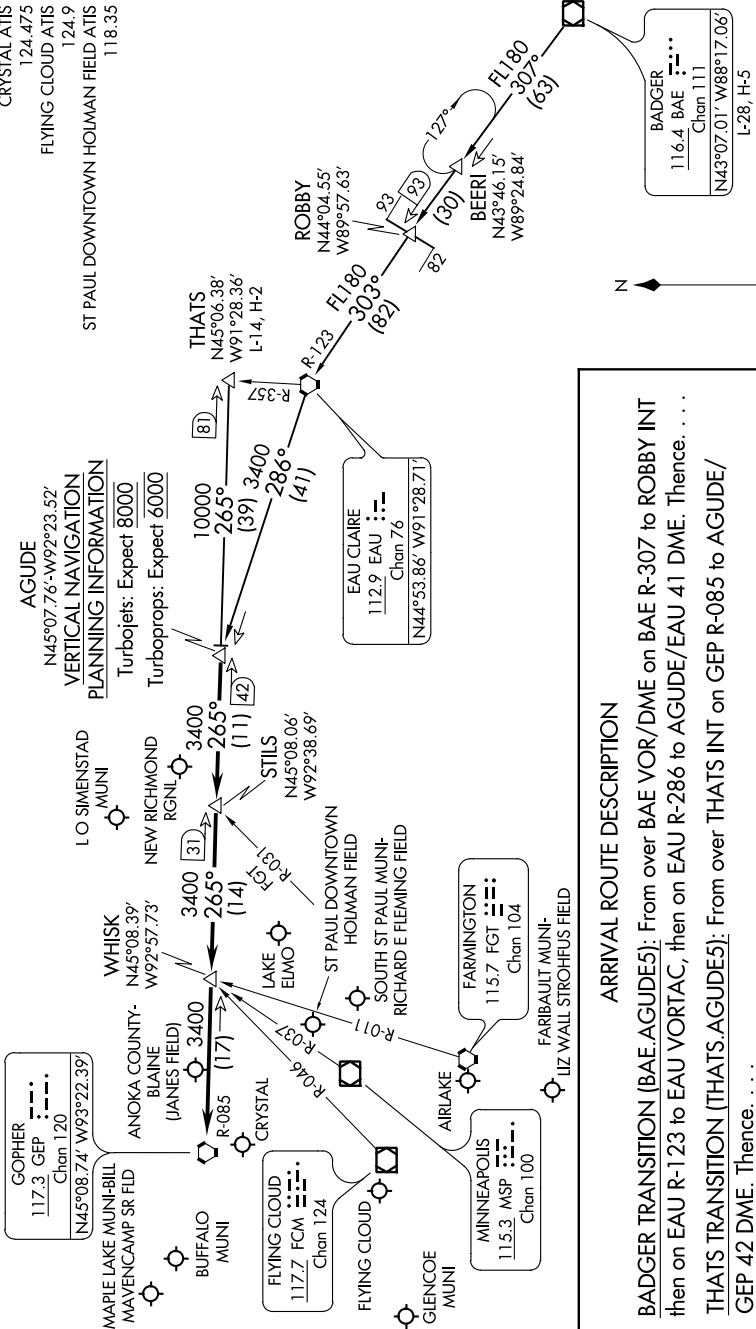 CRYSTAL ATIS
124.475
FLYING CLOUD ATIS
124.9
ST PAUL DOWNTOWN HOLMAN FIELD ATIS
118.35
AGUDE
N45°07.76'-W92°23.52'
VERTICAL NAVIGATION
PLANNING INFORMATION
Turbojets: Expect 8000
Turboprops: Expect 6000
THATS
N45°06.38'
W91°28.36'
L-14, H-2
ROBBY
N44°04.55'
W89°57.63'
BEERI
N43°46.15'
W89°24.84'
BADGER
116.4 BAE
Chan 111
N43°07.01' W88°17.06'
L-28, H-5
FL180
307°
(63)
127°
93
93
(30)
82
FL180
303°
(82)
R-123
R-357
81
10000
265°
(39)
3400
286°
(41)
EAU CLAIRE
112.9 EAU
Chan 76
N44°53.86' W91°28.71'
42
3400
265°
(11)
L O SIMENSTAD
MUNI
NEW RICHMOND
RGNL
STILS
N45°08.06'
W92°38.69'
31
FGT
R-031
3400
265°
(14)
WHISK
N45°08.39'
W92°57.73'
LAKE
ELMO
ST PAUL DOWNTOWN
HOLMAN FIELD
SOUTH ST PAUL MUNI-
RICHARD E FLEMING FIELD
3400
(17)
ANOKA COUNTY-
BLAINE
(JANES FIELD)
R-085
CRYSTAL
GOPHER
117.3 GEP
Chan 120
N45°08.74' W93°22.39'
MAPLE LAKE MUNI-BILL
MAVENCAMP SR FLD
BUFFALO
MUNI
R-046
R-037
R-011
FLYING CLOUD
117.7 FCM
Chan 124
FLYING CLOUD
GLENCOE
MUNI
MINNEAPOLIS
115.3 MSP
Chan 100
FARMINGTON
115.7 FGT
Chan 104
AIRLAKE
FARIBAULT MUNI-
LIZ WALL STROHFUS FIELD
N
ARRIVAL ROUTE DESCRIPTION
BADGER TRANSITION (BAE.AGUDE5): From over BAE VOR/DME on BAE R-307 to ROBBY INT
then on EAU R-123 to EAU VORTAC, then on EAU R-286 to AGUDE/EAU 41 DME. Thence. . . .
THATS TRANSITION (THATS.AGUDE5): From over THATS INT on GEP R-085 to AGUDE/
GEP 42 DME. Thence. . . .